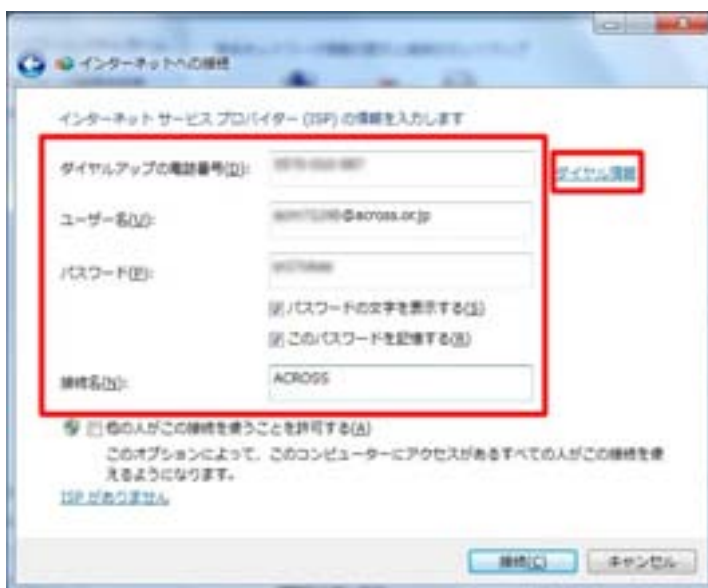 インターネットへの接続
インターネット サービス プロバイダー (ISP) の情報を入力します
ダイヤルアップの電話番号(D):
ダイヤル情報
ユーザー名(U):
@across.or.jp
パスワード(P):
パスワードの文字を表示する(S)
このパスワードを記憶する(R)
接続名(N):
ACROSS
他の人がこの接続を使うことを許可する(A)
このオプションによって、このコンピューターにアクセスがあるすべての人がこの接続を使
えるようになります。
ISP がありません
接続(C)
キャンセル